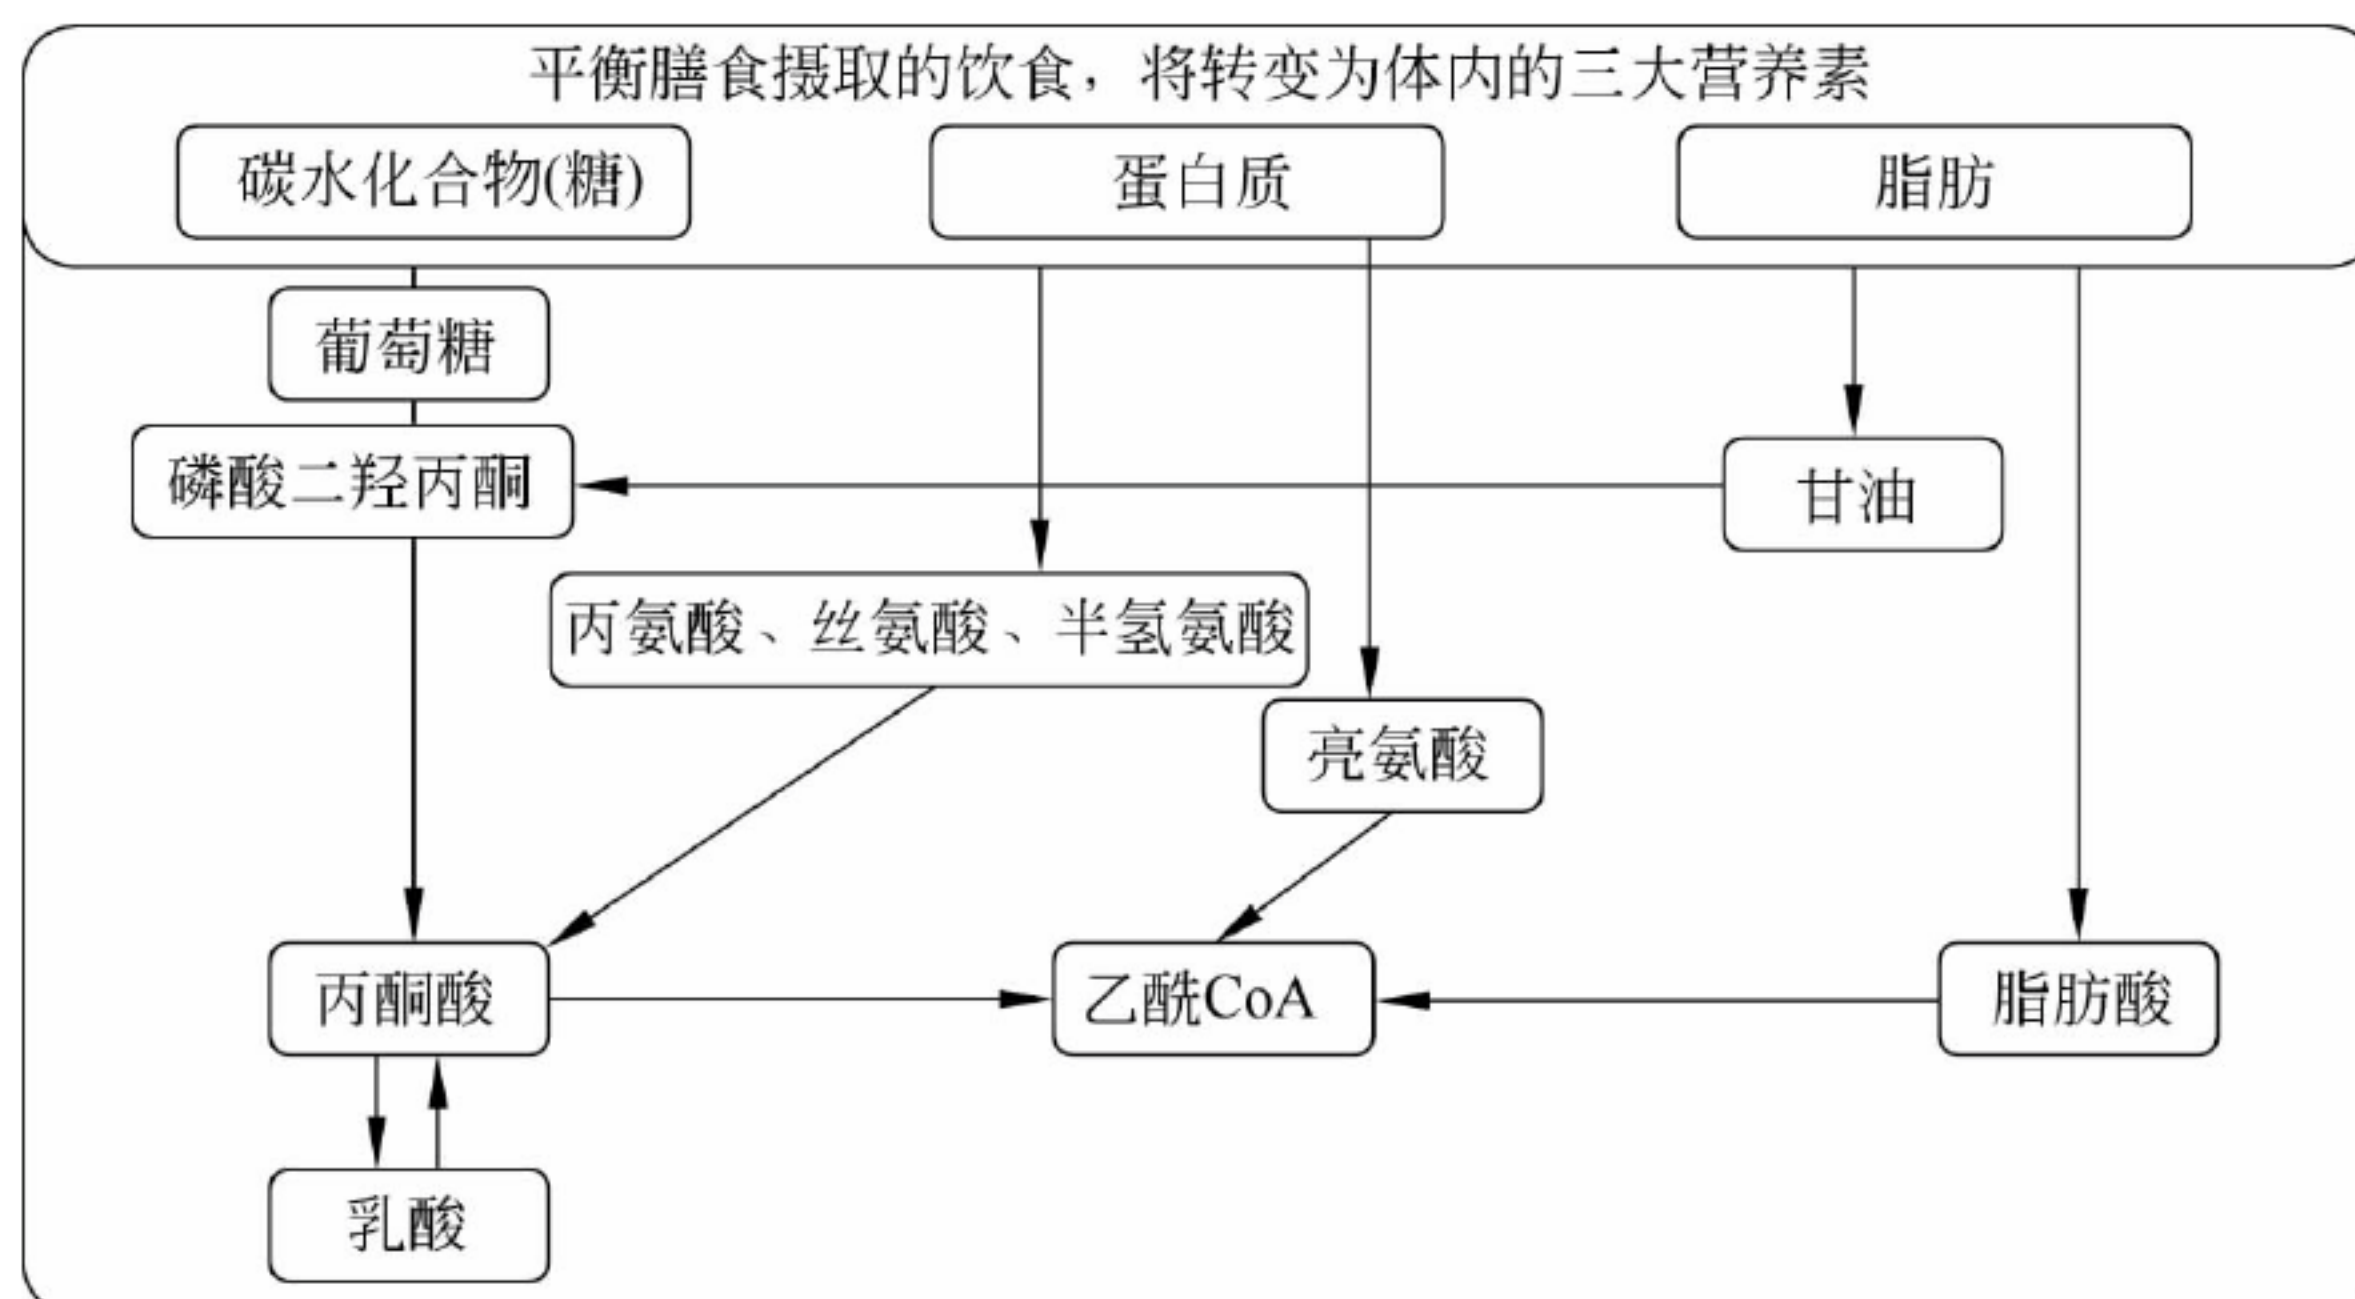 平衡膳食摄取的饮食，将转变为体内的三大营养素
碳水化合物(糖)
蛋白质
脂肪
葡萄糖
磷酸二羟丙酮
甘油
丙氨酸、丝氨酸、半氢氨酸
亮氨酸
丙酮酸
乙酰CoA
脂肪酸
乳酸